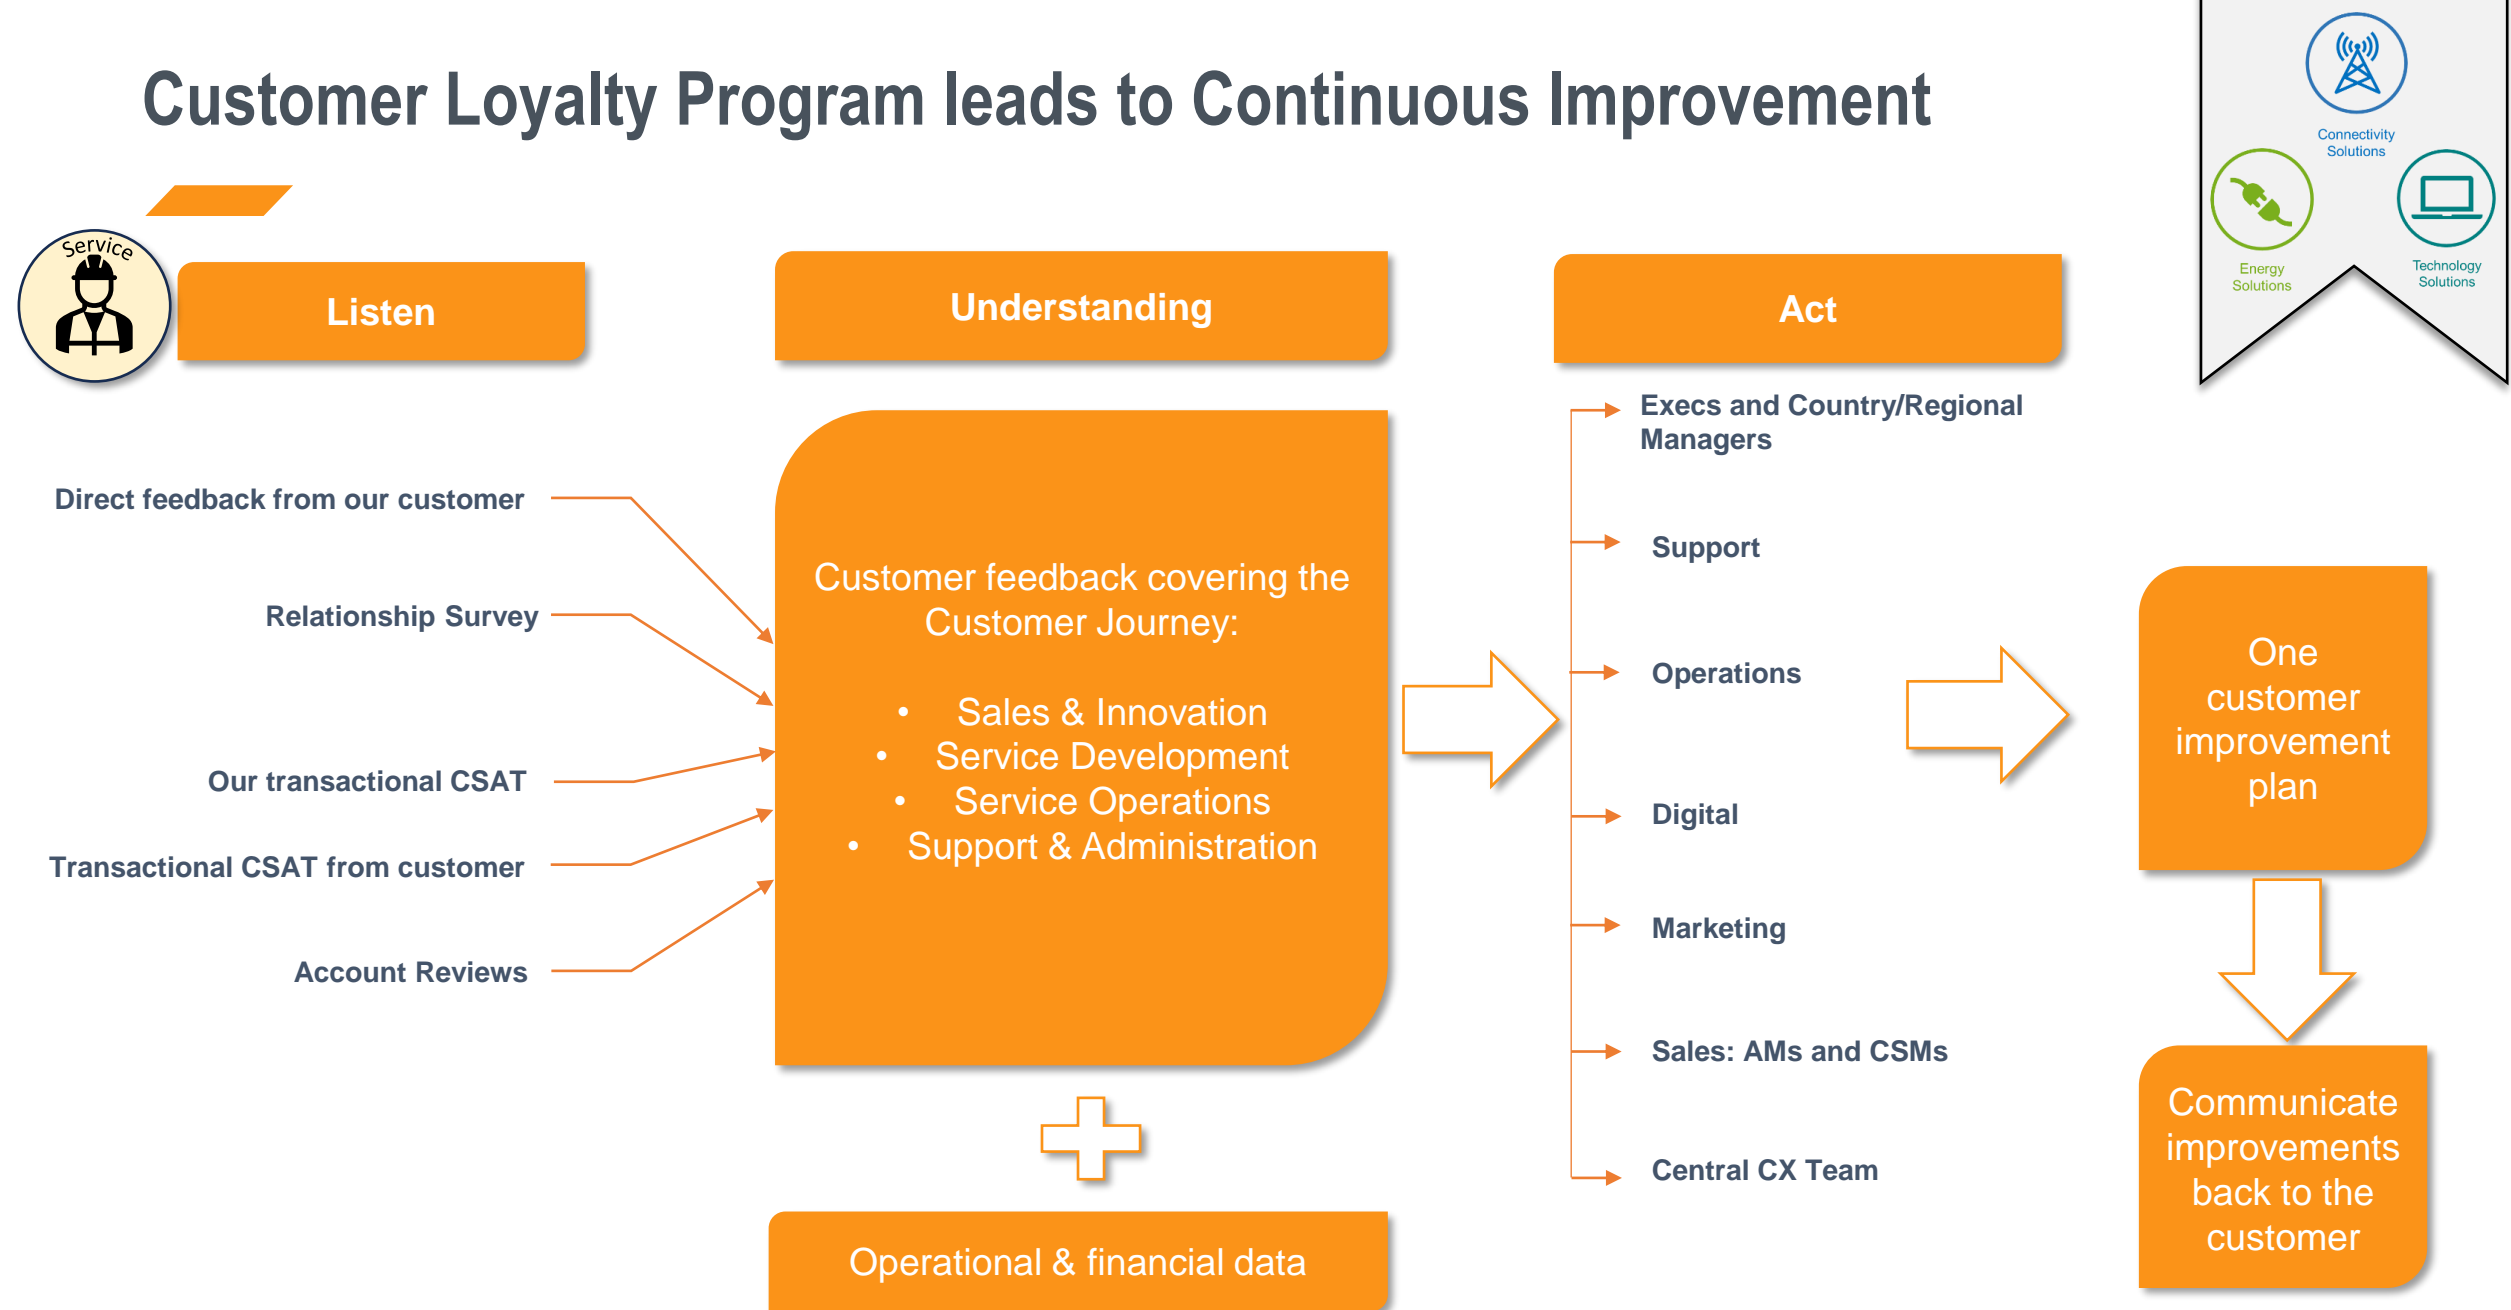 Customer Loyalty Program leads to Continuous Improvement
Connectivity
Solutions
Energy
Solutions
Technology
Solutions
Service
Listen
Understanding
Act
Direct feedback from our customer
Relationship Survey
Our transactional CSAT
Transactional CSAT from customer
Account Reviews
Customer feedback covering the
Customer Journey:
• Sales & Innovation
• Service Development
• Service Operations
• Support & Administration
Operational & financial data
Execs and Country/Regional
Managers
Support
Operations
Digital
Marketing
Sales: AMs and CSMs
Central CX Team
One
customer
improvement
plan
Communicate
improvements
back to the
customer